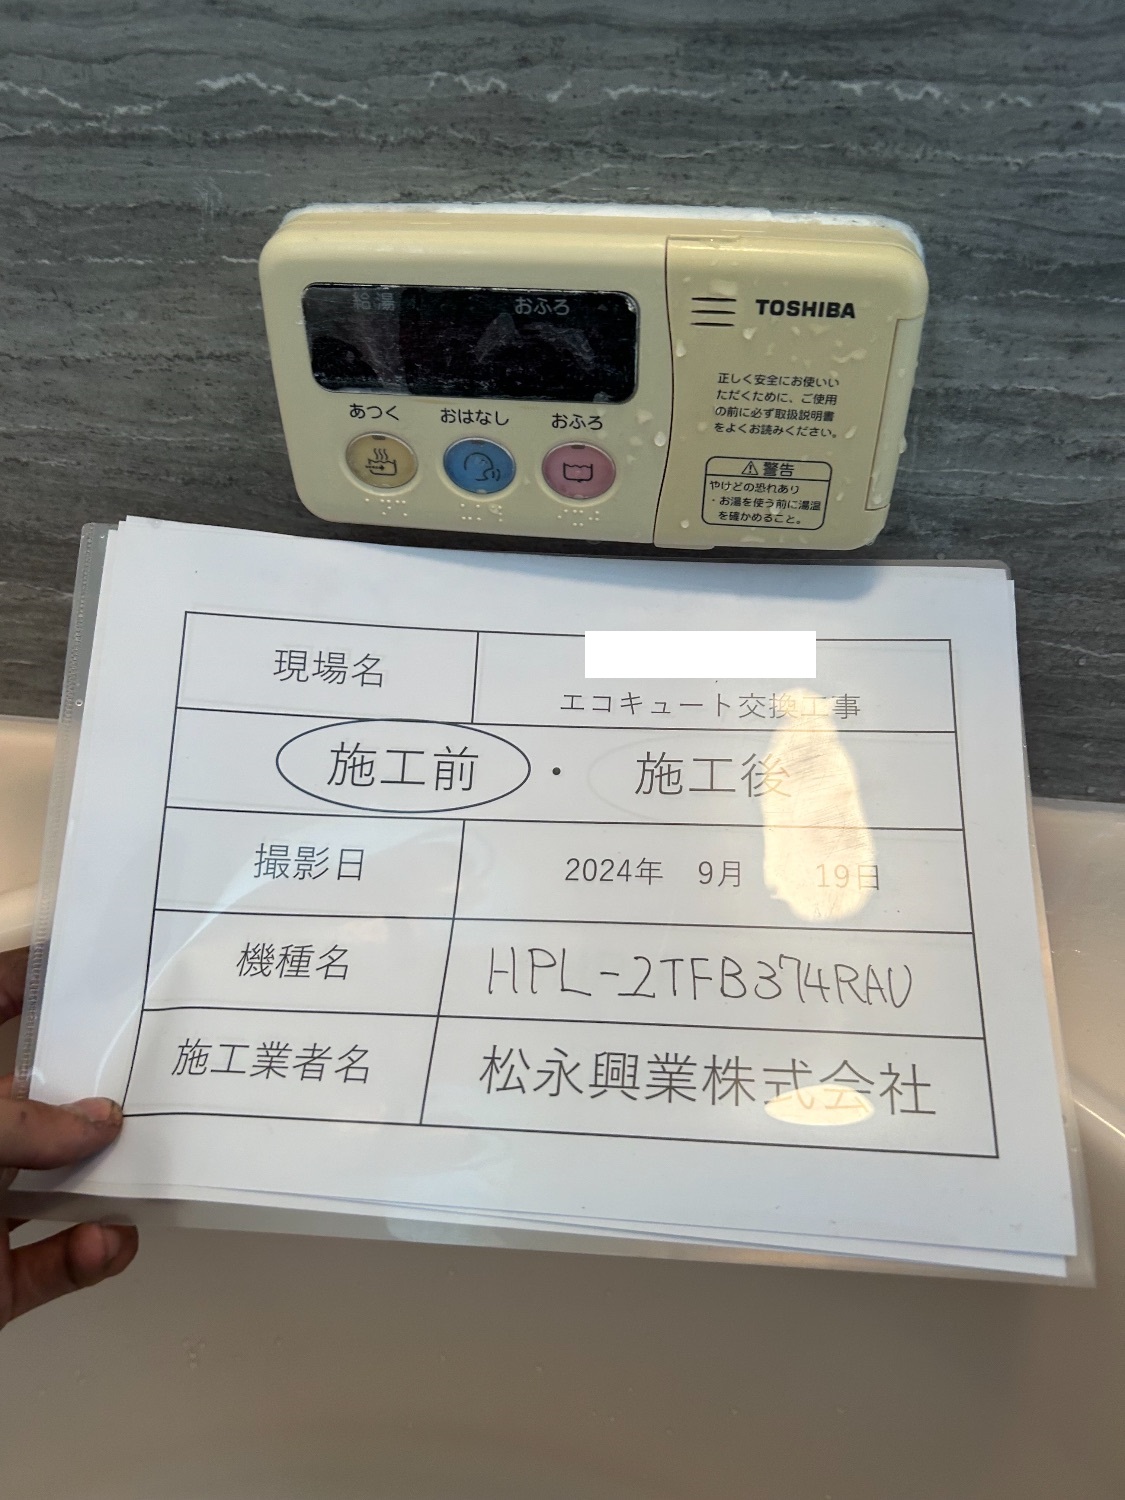 給湯 おふろ
TOSHIBA
正しく安全にお使いい
ただくために、ご使用
の前に必ず取扱説明書
をよくお読みください。
あつく おはなし おふろ
⚠警告
やけどの恐れあり
・お湯を使う前に湯温
を確かめること。
現場名
エコキュート交換工事
施工前 ・ 施工後
撮影日 2024年 9月 19日
機種名 HPL-2TFB374RAU
施工業者名 松永興業株式会社